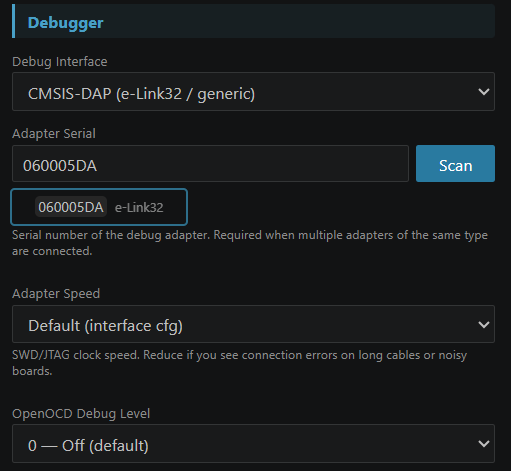 Debugger
Debug Interface
CMSIS-DAP (e-Link32 / generic)
Adapter Serial
060005DA
Scan
060005DA e-Link32
Serial number of the debug adapter. Required when multiple adapters of the same type
are connected.
Adapter Speed
Default (interface cfg)
SWD/JTAG clock speed. Reduce if you see connection errors on long cables or noisy
boards.
OpenOCD Debug Level
0 — Off (default)